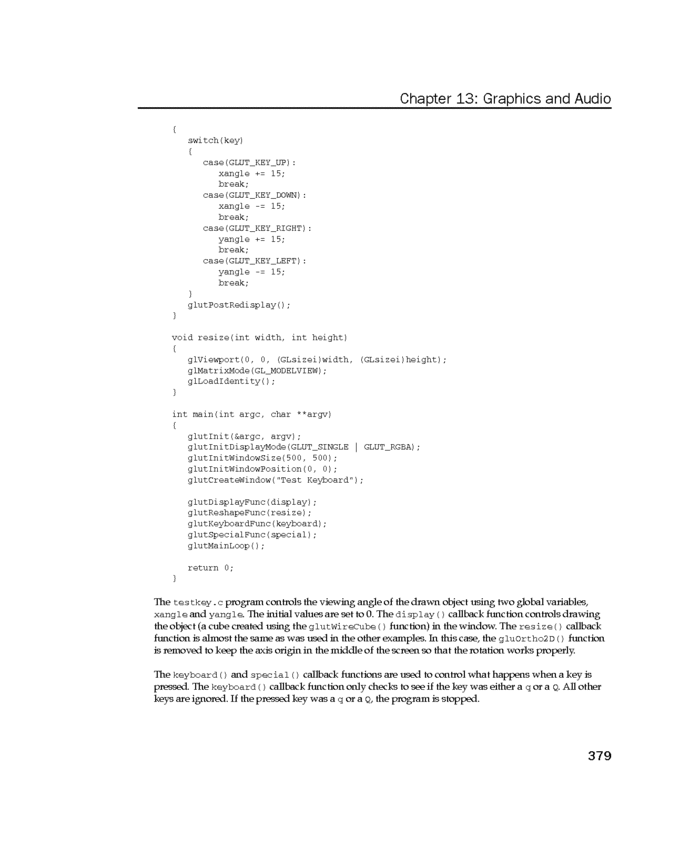 Chapter 13: Graphics and Audio
{
switch(key)
{
case(GLUT_KEY_UP):
xangle += 15;
break;
case(GLUT_KEY_DOWN):
xangle -= 15;
break;
case(GLUT_KEY_RIGHT):
yangle += 15;
break;
case(GLUT_KEY_LEFT):
yangle -= 15;
break;
}
glutPostRedisplay();
}
void resize(int width, int height)
{
glViewport(0, 0, (GLsizei)width, (GLsizei)height);
glMatrixMode(GL_MODELVIEW);
glLoadIdentity();
}
int main(int argc, char **argv)
{
glutInit(&argc, argv);
glutInitDisplayMode(GLUT_SINGLE | GLUT_RGBA);
glutInitWindowSize(500, 500);
glutInitWindowPosition(0, 0);
glutCreateWindow("Test Keyboard");
glutDisplayFunc(display);
glutReshapeFunc(resize);
glutKeyboardFunc(keyboard);
glutSpecialFunc(special);
glutMainLoop();
return 0;
}
The testkey.c program controls the viewing angle of the drawn object using two global variables,
xangle and yangle. The initial values are set to 0. The display() callback function controls drawing
the object (a cube created using the glutWireCube() function) in the window. The resize() callback
function is almost the same as was used in the other examples. In this case, the gluOrtho2D() function
is removed to keep the axis origin in the middle of the screen so that the rotation works properly.
The keyboard() and special() callback functions are used to control what happens when a key is
pressed. The keyboard() callback function only checks to see if the key was either a q or a Q. All other
keys are ignored. If the pressed key was a q or a Q, the program is stopped.
379